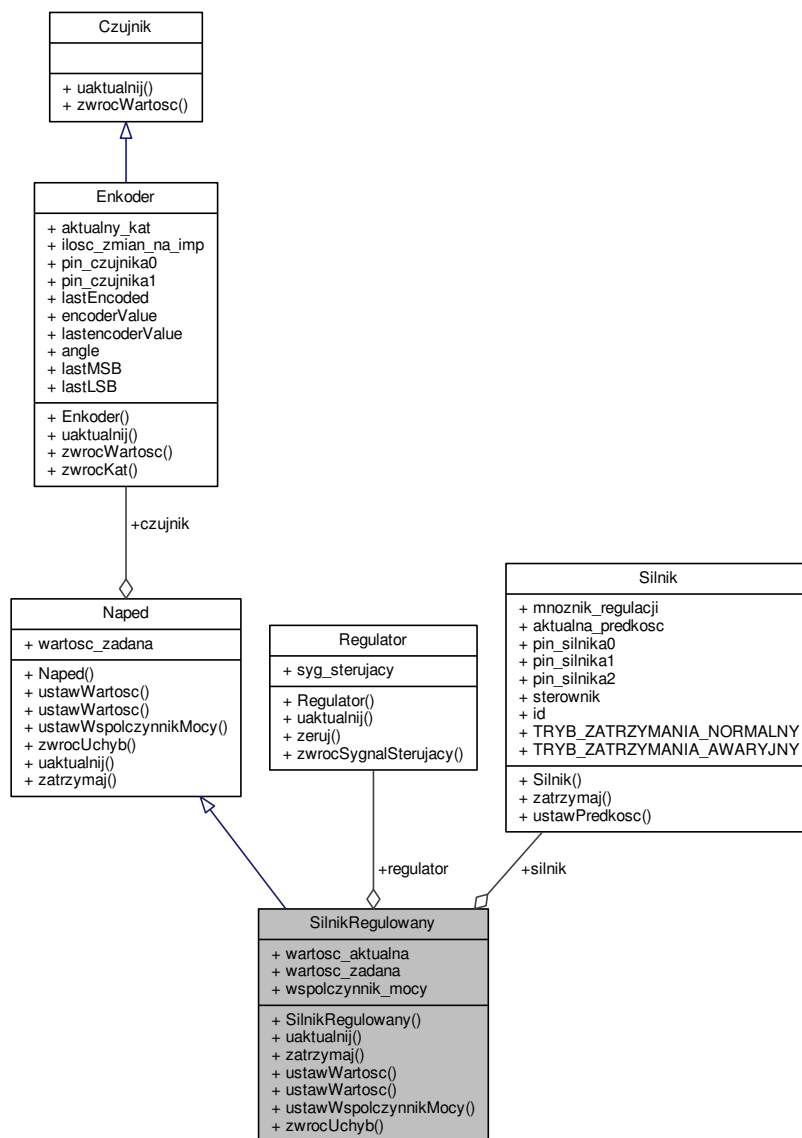 Czujnik
+ uaktualnij()
+ zwrocWartosc()
Enkoder
+ aktualny_kat
+ ilosc_zmian_na_imp
+ pin_czujnika0
+ pin_czujnika1
+ lastEncoded
+ encoderValue
+ lastencoderValue
+ angle
+ lastMSB
+ lastLSB
+ Enkoder()
+ uaktualnij()
+ zwrocWartosc()
+ zwrocKat()
+czujnik
Naped
+ wartosc_zadana
+ Naped()
+ ustawWartosc()
+ ustawWartosc()
+ ustawWspolczynnikMocy()
+ zwrocUchyb()
+ uaktualnij()
+ zatrzymaj()
Regulator
+ syg_sterujacy
+ Regulator()
+ uaktualnij()
+ zeruj()
+ zwrocSygnalSterujacy()
Silnik
+ mnoznik_regulacji
+ aktualna_predkosc
+ pin_silnika0
+ pin_silnika1
+ pin_silnika2
+ sterownik
+ id
+ TRYB_ZATRZYMANIA_NORMALNY
+ TRYB_ZATRZYMANIA_AWARYJNY
+ Silnik()
+ zatrzymaj()
+ ustawPredkosc()
+regulator
+silnik
SilnikRegulowany
+ wartosc_aktualna
+ wartosc_zadana
+ wspolczynnik_mocy
+ SilnikRegulowany()
+ uaktualnij()
+ zatrzymaj()
+ ustawWartosc()
+ ustawWartosc()
+ ustawWspolczynnikMocy()
+ zwrocUchyb()